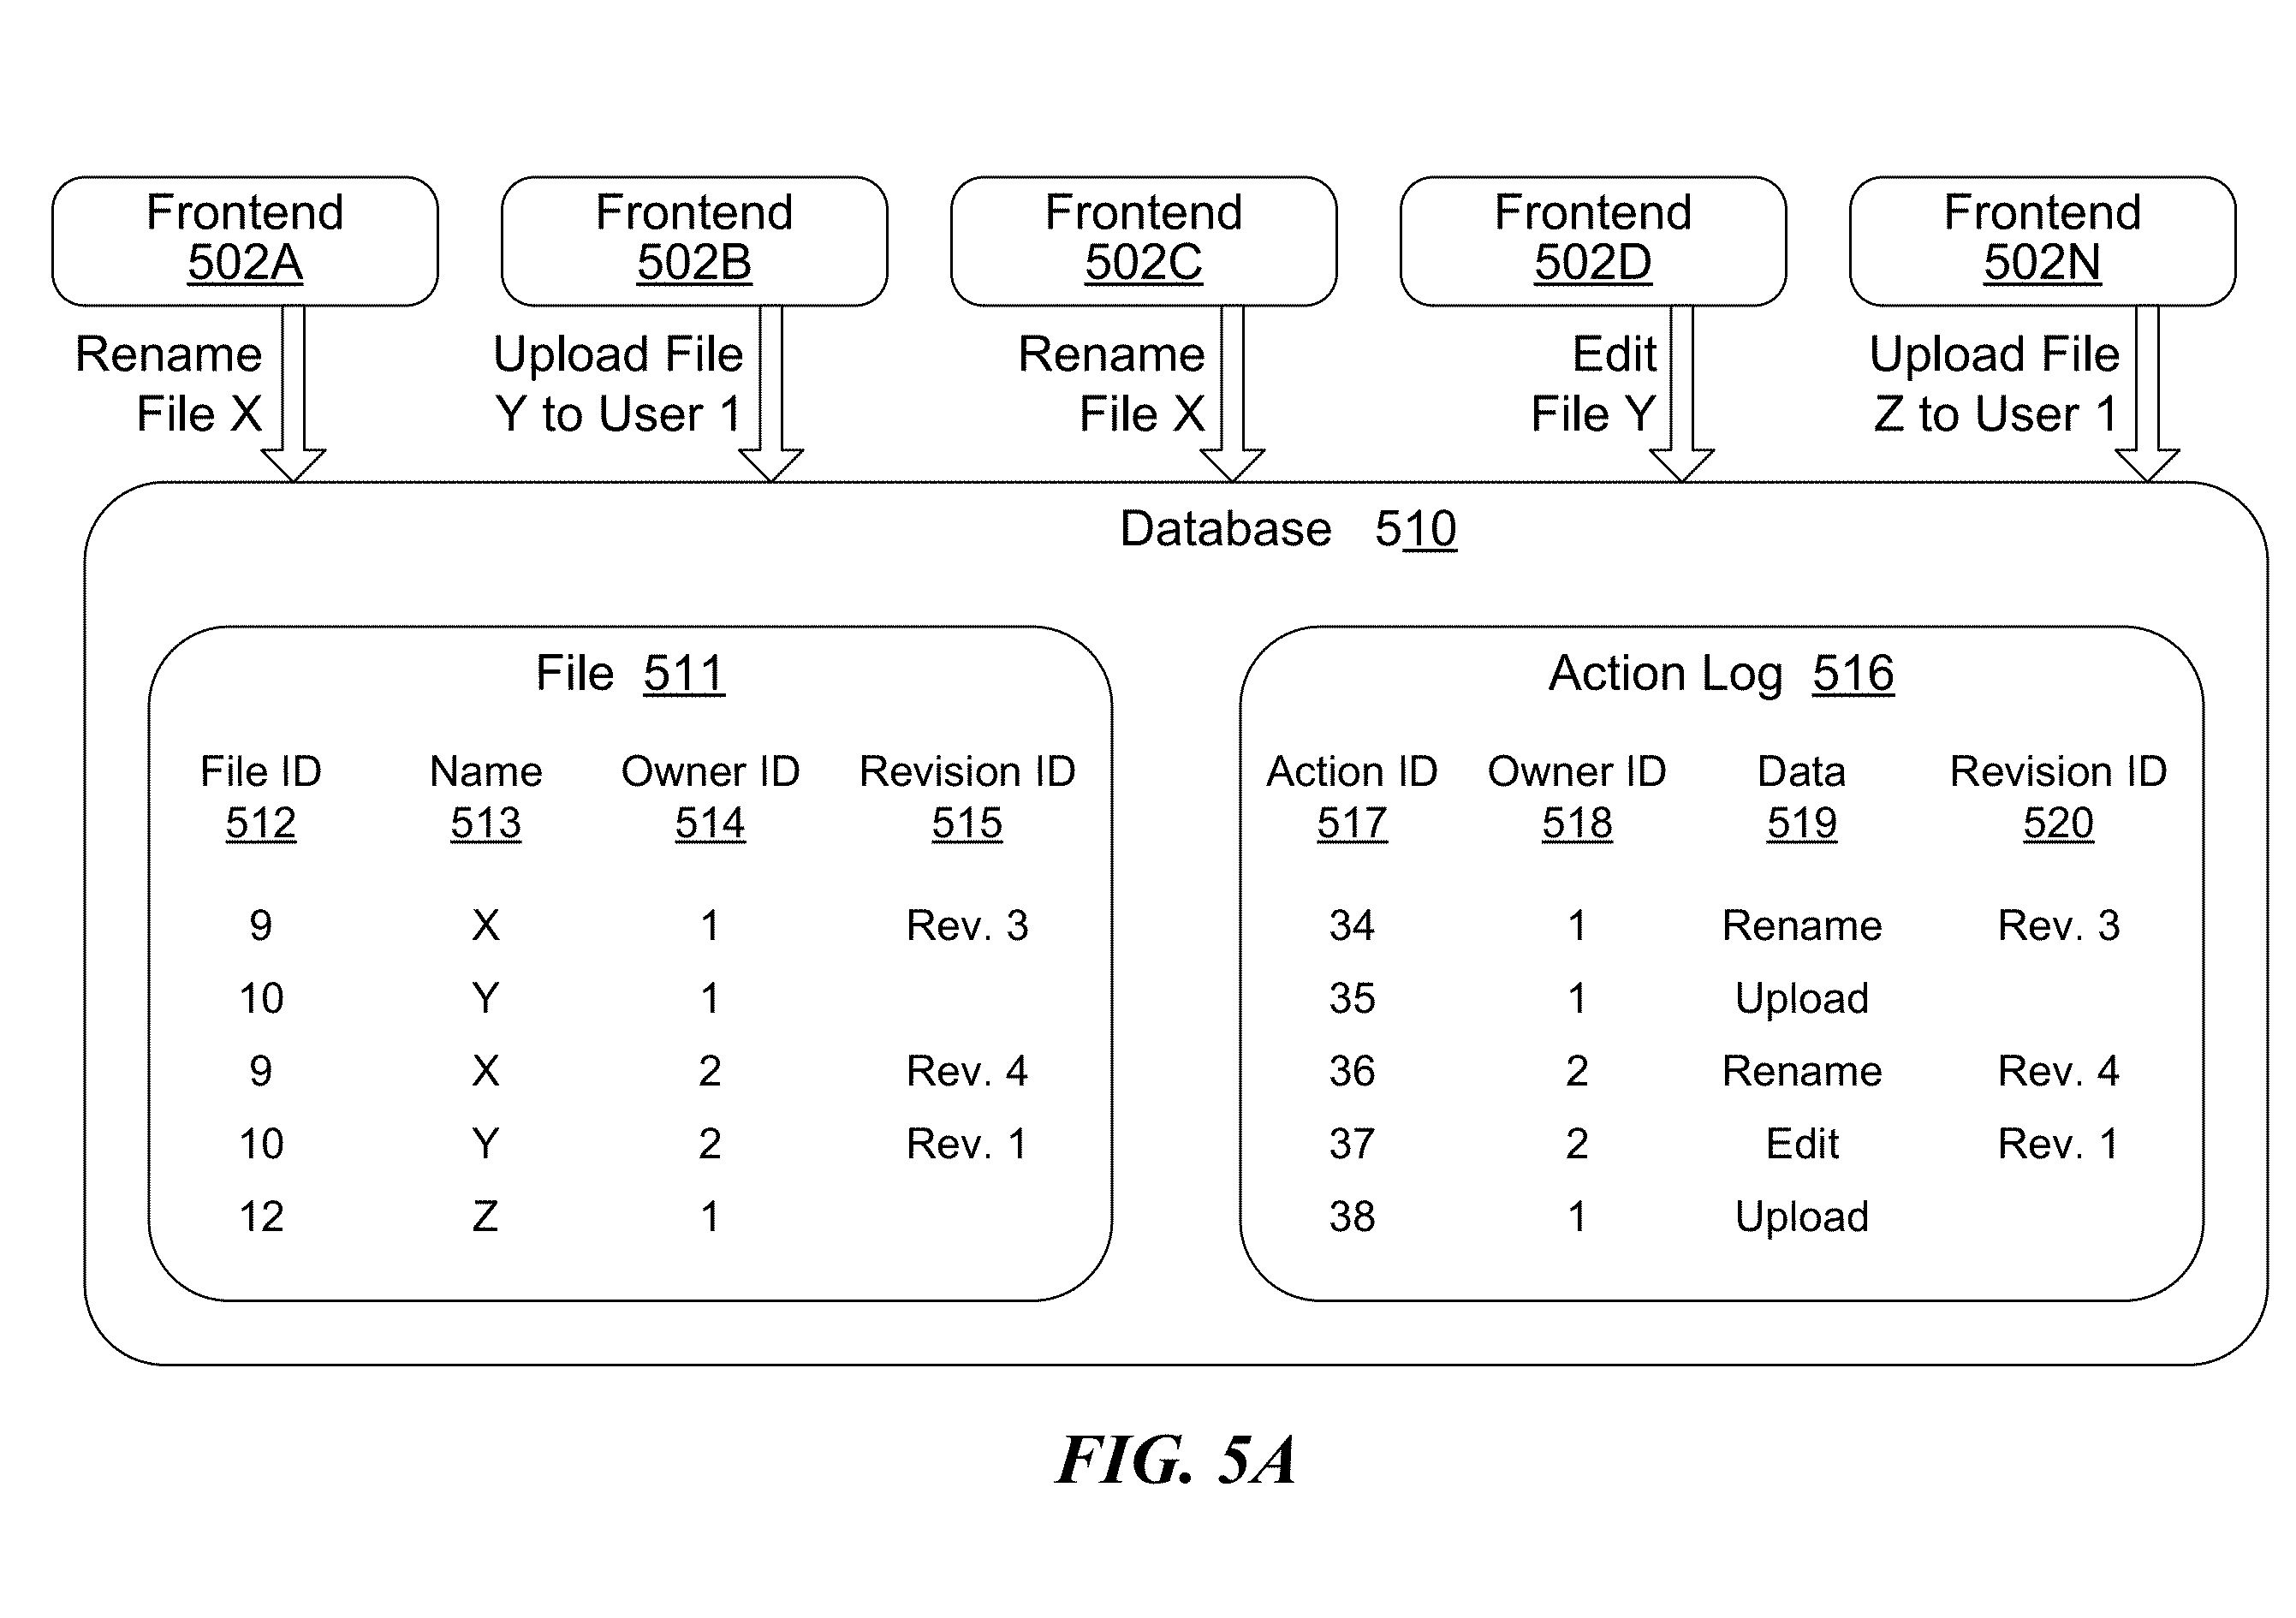 Frontend Frontend Frontend Frontend Frontend
502A 502B 502C 502D 502N
Rename Upload File Rename Edit Upload File
File X Y to User 1 File X File Y Z to User 1
Database 510
File 511 Action Log 516
File ID Name Owner ID Revision ID Action ID Owner ID Data Revision ID
512 513 514 515 517 518 519 520
9 X 1 Rev. 3 34 1 Rename Rev. 3
10 Y 1 35 1 Upload
9 X 2 Rev. 4 36 2 Rename Rev. 4
10 Y 2 Rev. 1 37 2 Edit Rev. 1
12 Z 1 38 1 Upload
FIG. 5A